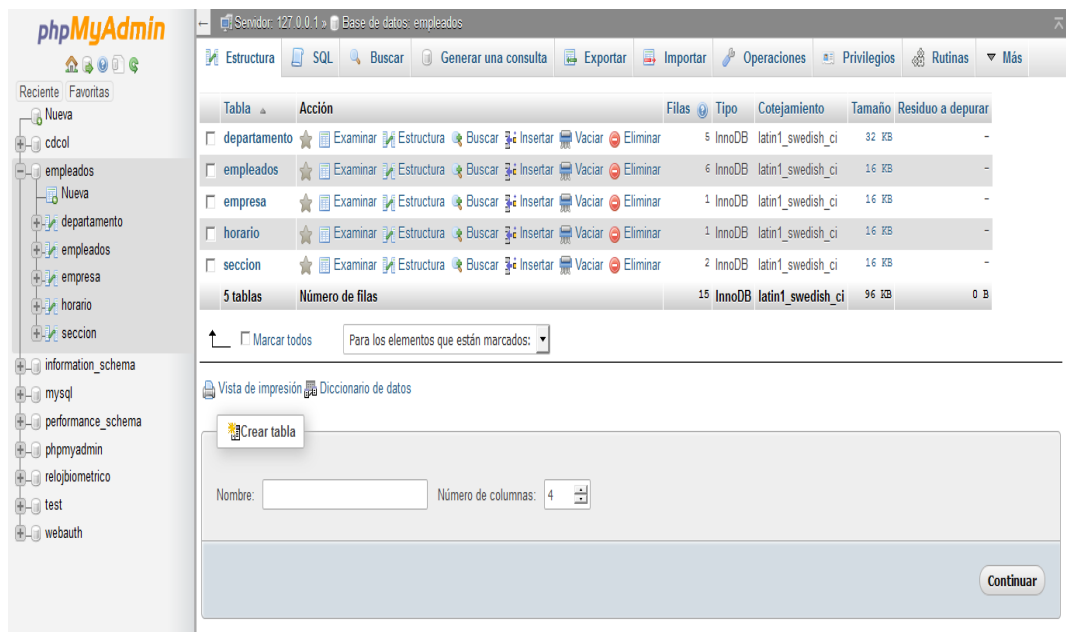 phpMyAdmin
Reciente Favoritas
Nueva
cdcol
empleados
Nueva
departamento
empleados
empresa
horario
seccion
information_schema
mysql
performance_schema
phpmyadmin
relojbiometrico
test
webauth
← Servidor: 127.0.0.1 » Base de datos: empleados
Estructura SQL Buscar Generar una consulta Exportar Importar Operaciones Privilegios Rutinas Más
Tabla Acción Filas Tipo Cotejamiento Tamaño Residuo a depurar
departamento Examinar Estructura Buscar Insertar Vaciar Eliminar 5 InnoDB latin1_swedish_ci 32 KB -
empleados Examinar Estructura Buscar Insertar Vaciar Eliminar 6 InnoDB latin1_swedish_ci 16 KB -
empresa Examinar Estructura Buscar Insertar Vaciar Eliminar 1 InnoDB latin1_swedish_ci 16 KB -
horario Examinar Estructura Buscar Insertar Vaciar Eliminar 1 InnoDB latin1_swedish_ci 16 KB -
seccion Examinar Estructura Buscar Insertar Vaciar Eliminar 2 InnoDB latin1_swedish_ci 16 KB -
5 tablas Número de filas 15 InnoDB latin1_swedish_ci 96 KB 0 B
Marcar todos Para los elementos que están marcados:
Vista de impresión Diccionario de datos
Crear tabla
Nombre: Número de columnas: 4
Continuar